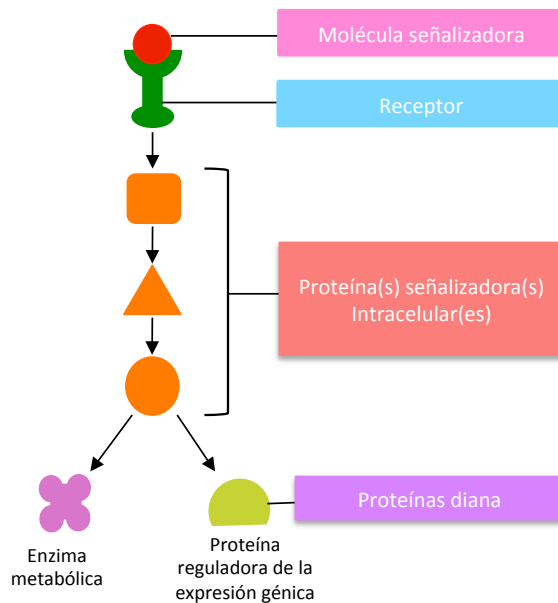 Molécula señalizadora
Receptor
Proteína(s) señalizadora(s)
Intracelular(es)
Proteínas diana
Enzima
metabólica
Proteína
reguladora de la
expresión génica